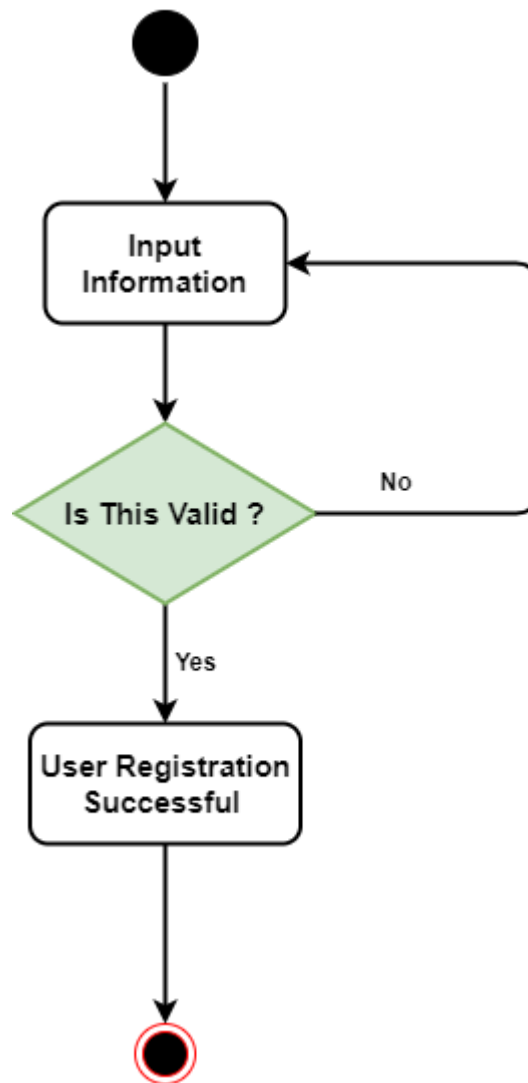 Input
Information
Is This Valid ?
No
Yes
User Registration
Successful